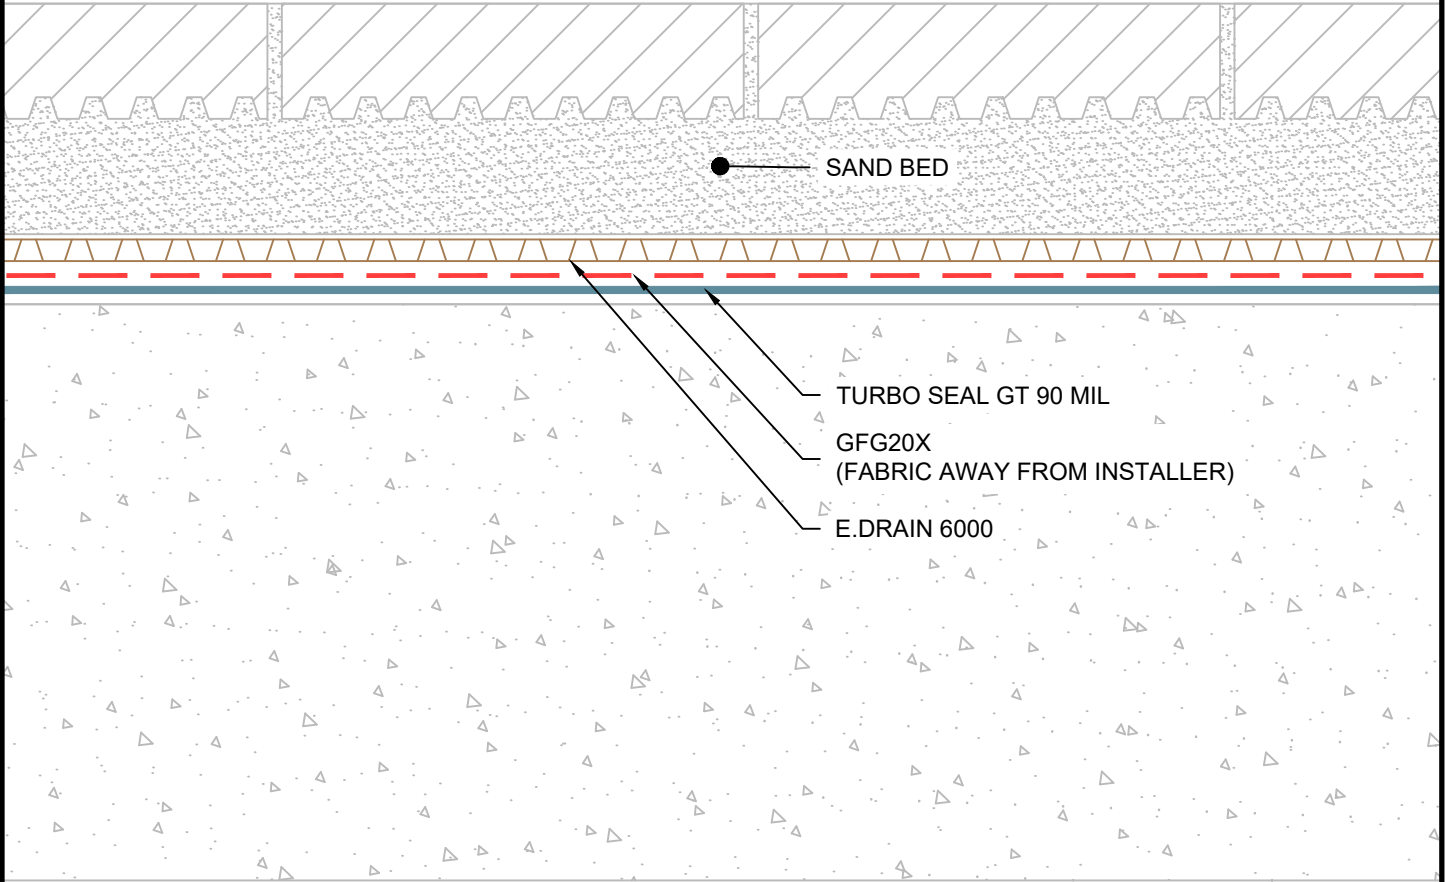 SAND BED
TURBO SEAL GT 90 MIL
GFG20X
(FABRIC AWAY FROM INSTALLER)
E.DRAIN 6000